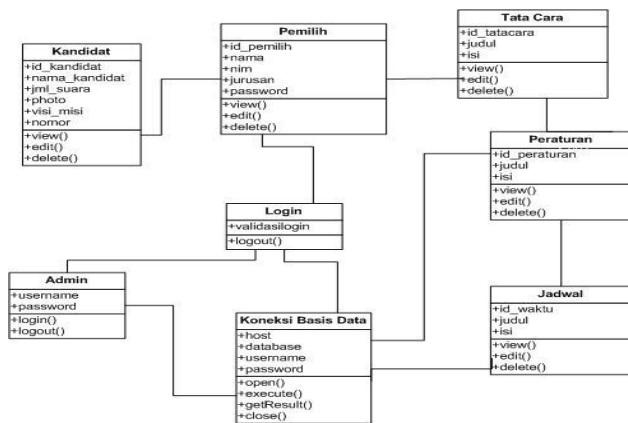 Kandidat
+id_kandidat
+nama_kandidat
+jml_suara
+photo
+visi_misi
+nomor
+view()
+edit()
+delete()
Pemilih
+id_pemilih
+nama
+nim
+jurusan
+password
+view()
+edit()
+delete()
Tata Cara
+id_tatacara
+judul
+isi
+view()
+edit()
+delete()
Peraturan
+id_peraturan
+judul
+isi
+view()
+edit()
+delete()
Login
+validasilogin
+logout()
Admin
+username
+password
+login()
+logout()
Koneksi Basis Data
+host
+database
+username
+password
+open()
+execute()
+getResult()
+close()
Jadwal
+id_waktu
+judul
+isi
+view()
+edit()
+delete()